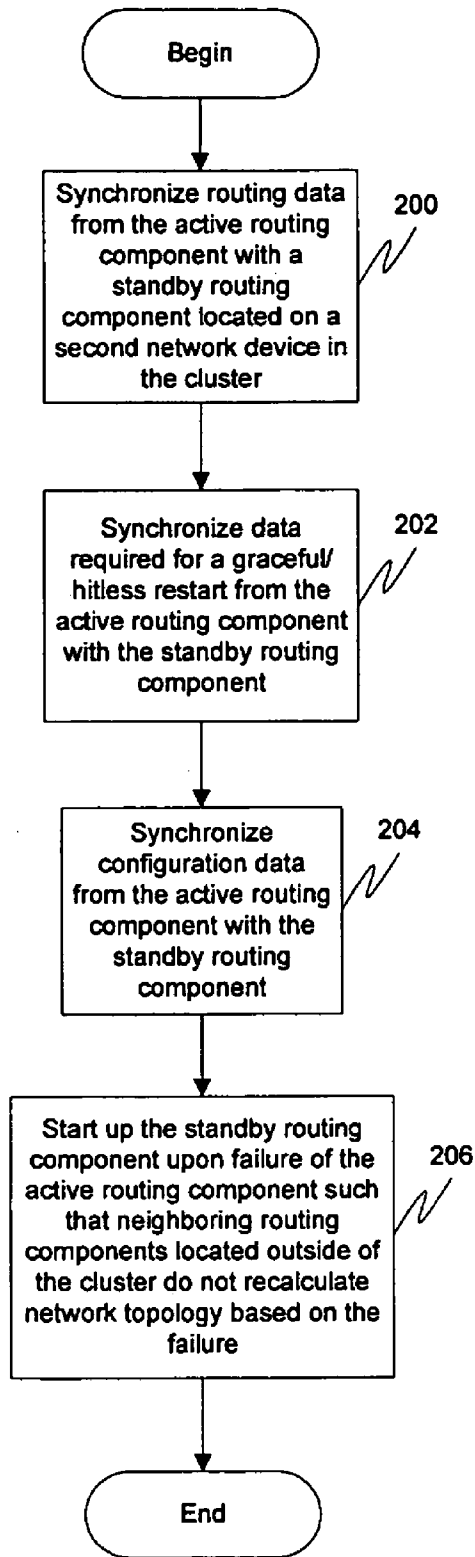 Begin
Synchronize routing data
from the active routing
component with a
standby routing
component located on a
second network device in
the cluster
200
Synchronize data
required for a graceful/
hitless restart from the
active routing component
with the standby routing
component
202
Synchronize
configuration data
from the active routing
component with the
standby routing
component
204
Start up the standby routing
component upon failure of the
active routing component such
that neighboring routing
components located outside of
the cluster do not recalculate
network topology based on the
failure
206
End